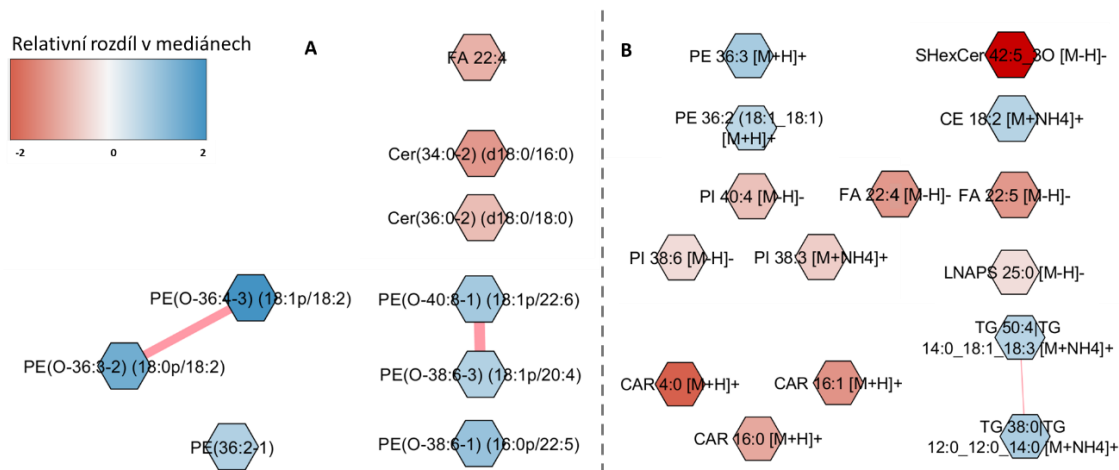 Relativní rozdíl v mediánech
-2
0
2
A
FA 22:4
Cer(34:0-2) (d18:0/16:0)
Cer(36:0-2) (d18:0/18:0)
PE(O-36:4-3) (18:1p/18:2)
PE(O-40:8-1) (18:1p/22:6)
PE(O-36:3-2) (18:0p/18:2)
PE(O-38:6-3) (18:1p/20:4)
PE(36:2-1)
PE(O-38:6-1) (16:0p/22:5)
B
PE 36:3 [M+H]+
SHexCer 42:5_3O [M-H]-
PE 36:2 (18:1_18:1)
[M+H]+
CE 18:2 [M+NH4]+
PI 40:4 [M-H]-
FA 22:4 [M-H]-
FA 22:5 [M-H]-
PI 38:6 [M-H]-
PI 38:3 [M+NH4]+
LNAPS 25:0 [M-H]-
TG 50:4|TG
14:0_18:1_18:3 [M+NH4]+
CAR 4:0 [M+H]+
CAR 16:1 [M+H]+
CAR 16:0 [M+H]+
TG 38:0|TG
12:0_12:0_14:0 [M+NH4]+